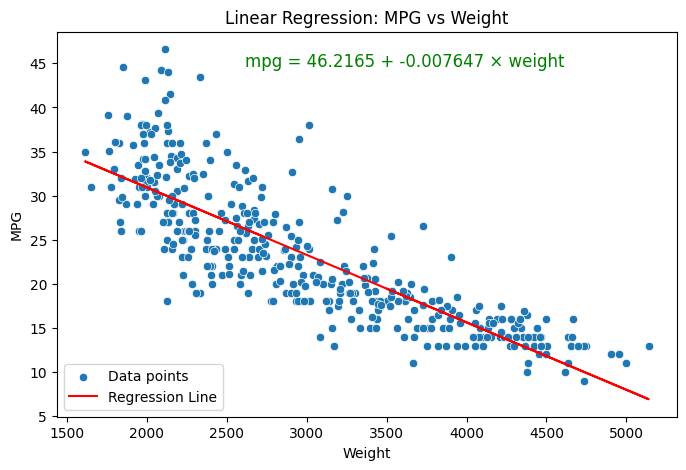 Linear Regression: MPG vs Weight
mpg = 46.2165 + -0.007647 × weight
MPG
45
40
35
30
25
20
15
10
5
Data points
Regression Line
1500 2000 2500 3000 3500 4000 4500 5000
Weight